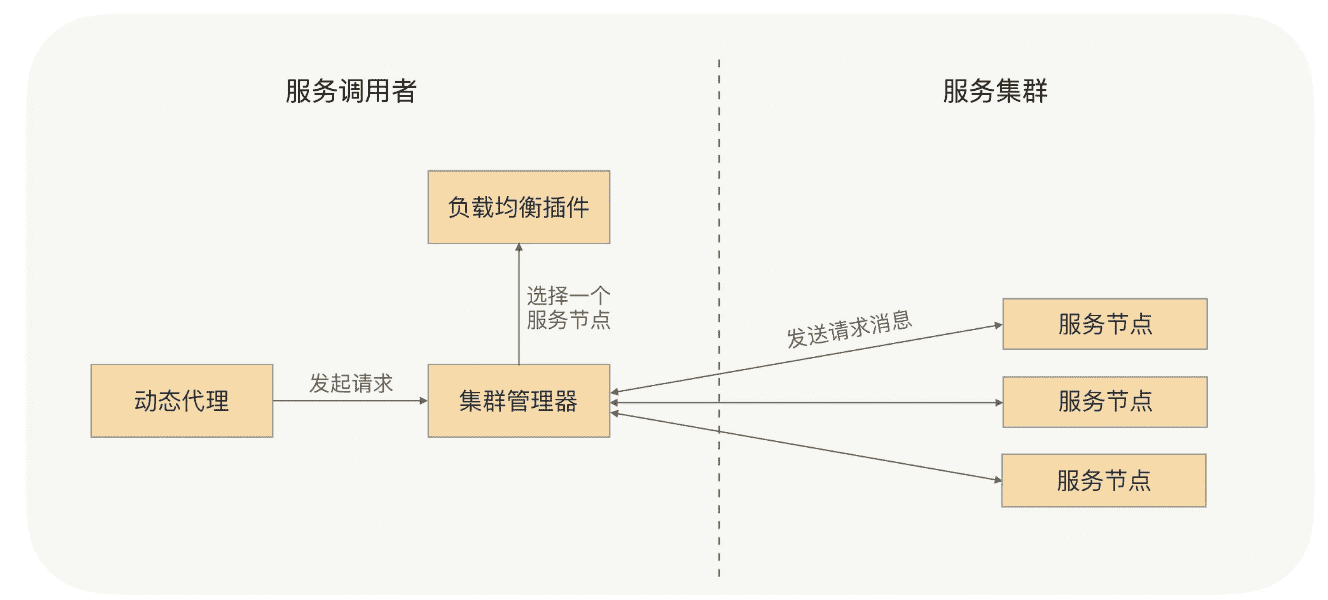 服务调用者
服务集群
负载均衡插件
选择一个
服务节点
发送请求消息
服务节点
动态代理
发起请求
集群管理器
服务节点
服务节点